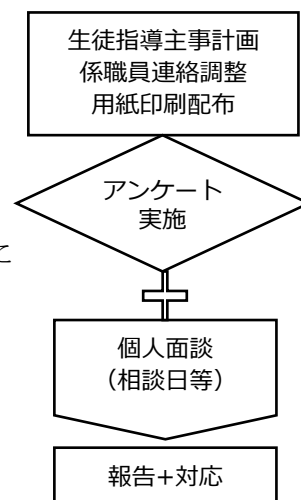 生徒指導主事計画
係職員連絡調整
用紙印刷配布
アンケート
実施
に
個人面談
（相談日等）
報告+対応